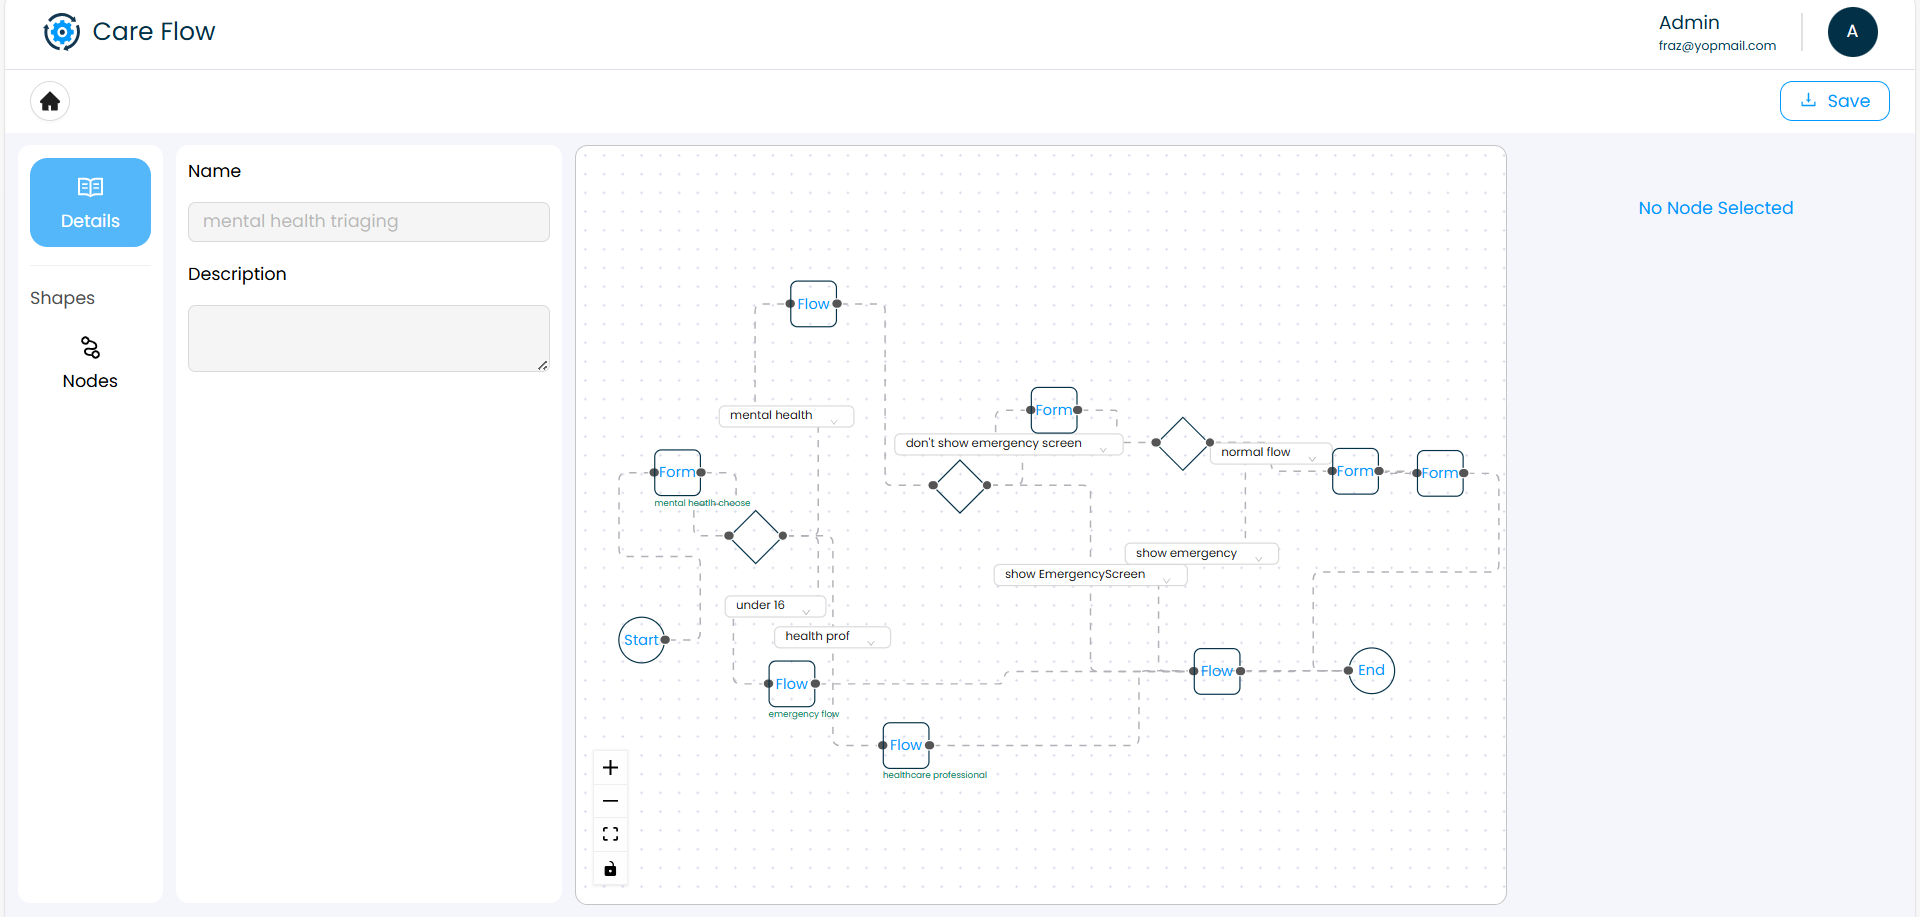 Care Flow
Admin
fraz@yopmail.com
A
Save
Details
Shapes
Nodes
Name
mental health triaging
Description
No Node Selected
Flow
mental health
Form
don't show emergency screen
normal flow
Form
mental heatlh choose
Form
Form
show emergency
show EmergencyScreen
under 16
health prof
Start
Flow
emergency flow
Flow
End
Flow
healthcare professional